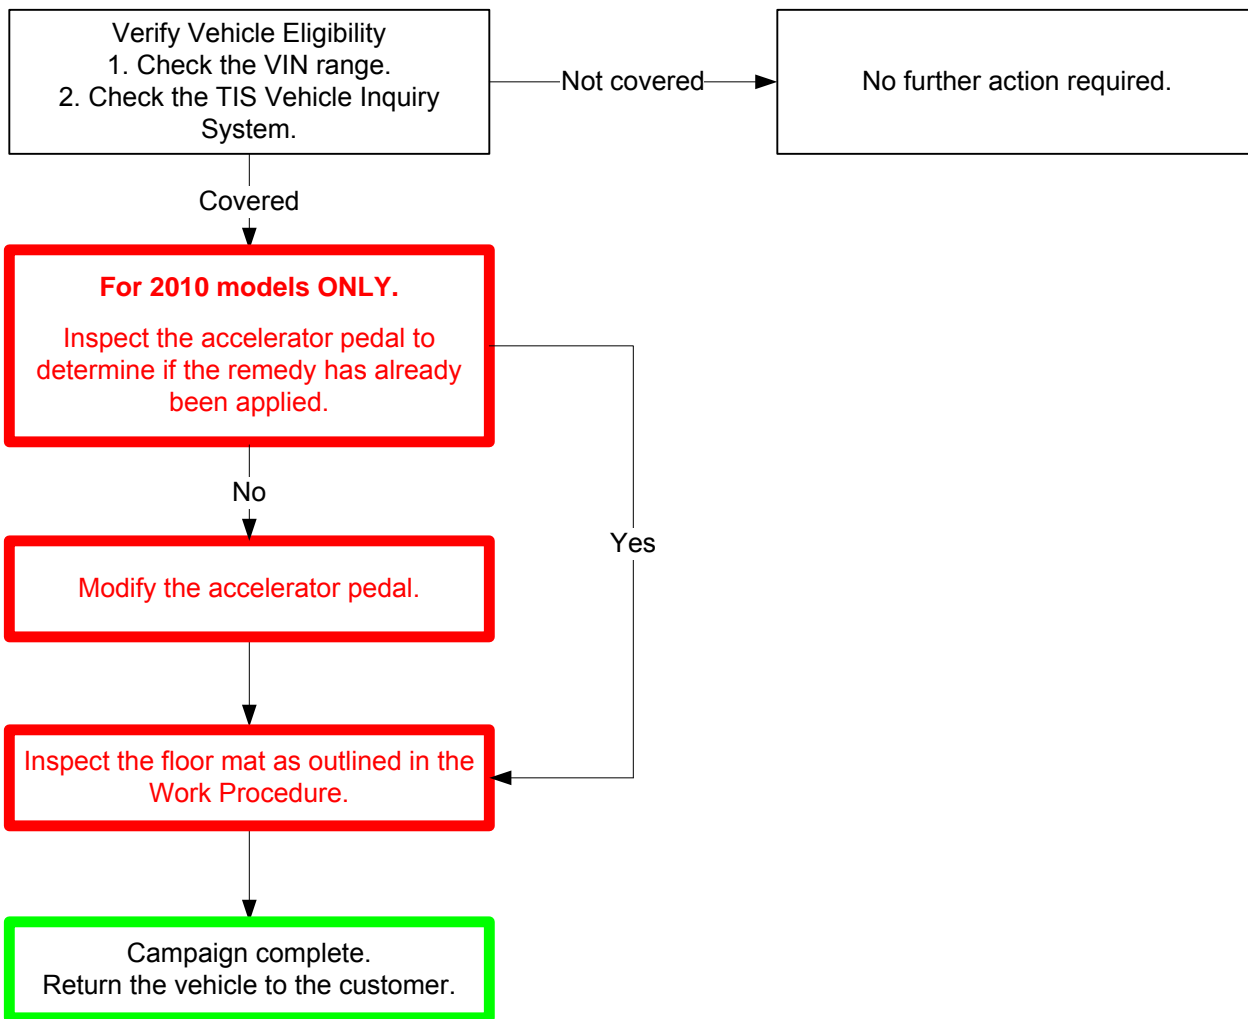 Verify Vehicle Eligibility
1. Check the VIN range.
2. Check the TIS Vehicle Inquiry
System.
Not covered
No further action required.
Covered
For 2010 models ONLY.
Inspect the accelerator pedal to
determine if the remedy has already
been applied.
No
Yes
Modify the accelerator pedal.
Inspect the floor mat as outlined in the
Work Procedure.
Campaign complete.
Return the vehicle to the customer.